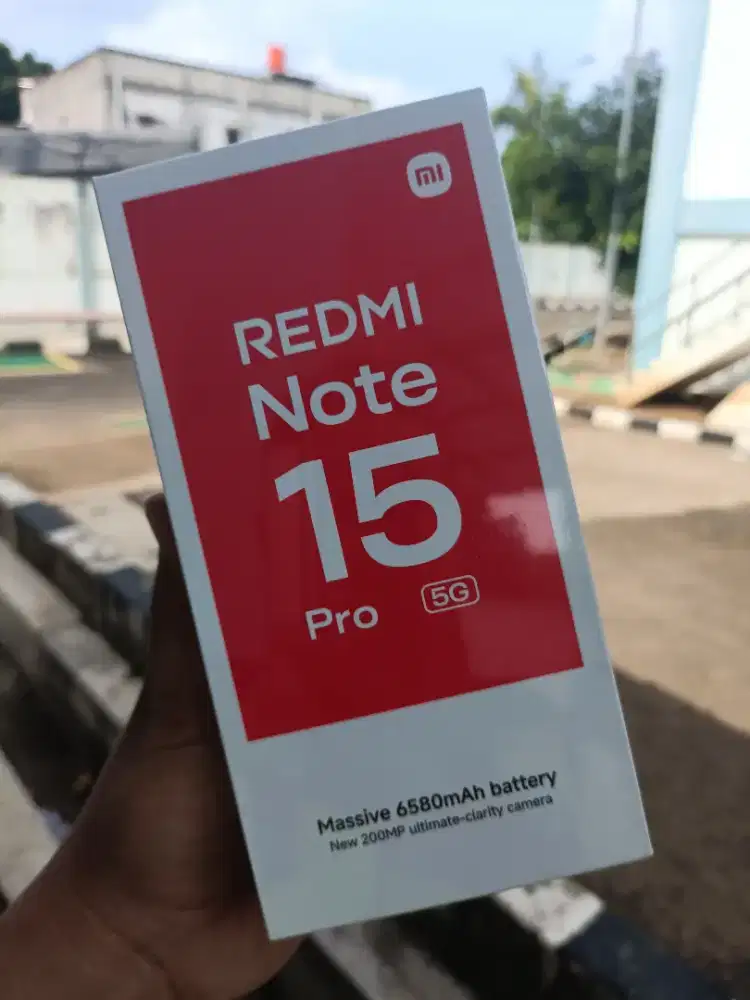 mi
REDMI
Note
15
Pro 5G
Massive 6580mAh battery
New 200MP ultimate-clarity camera